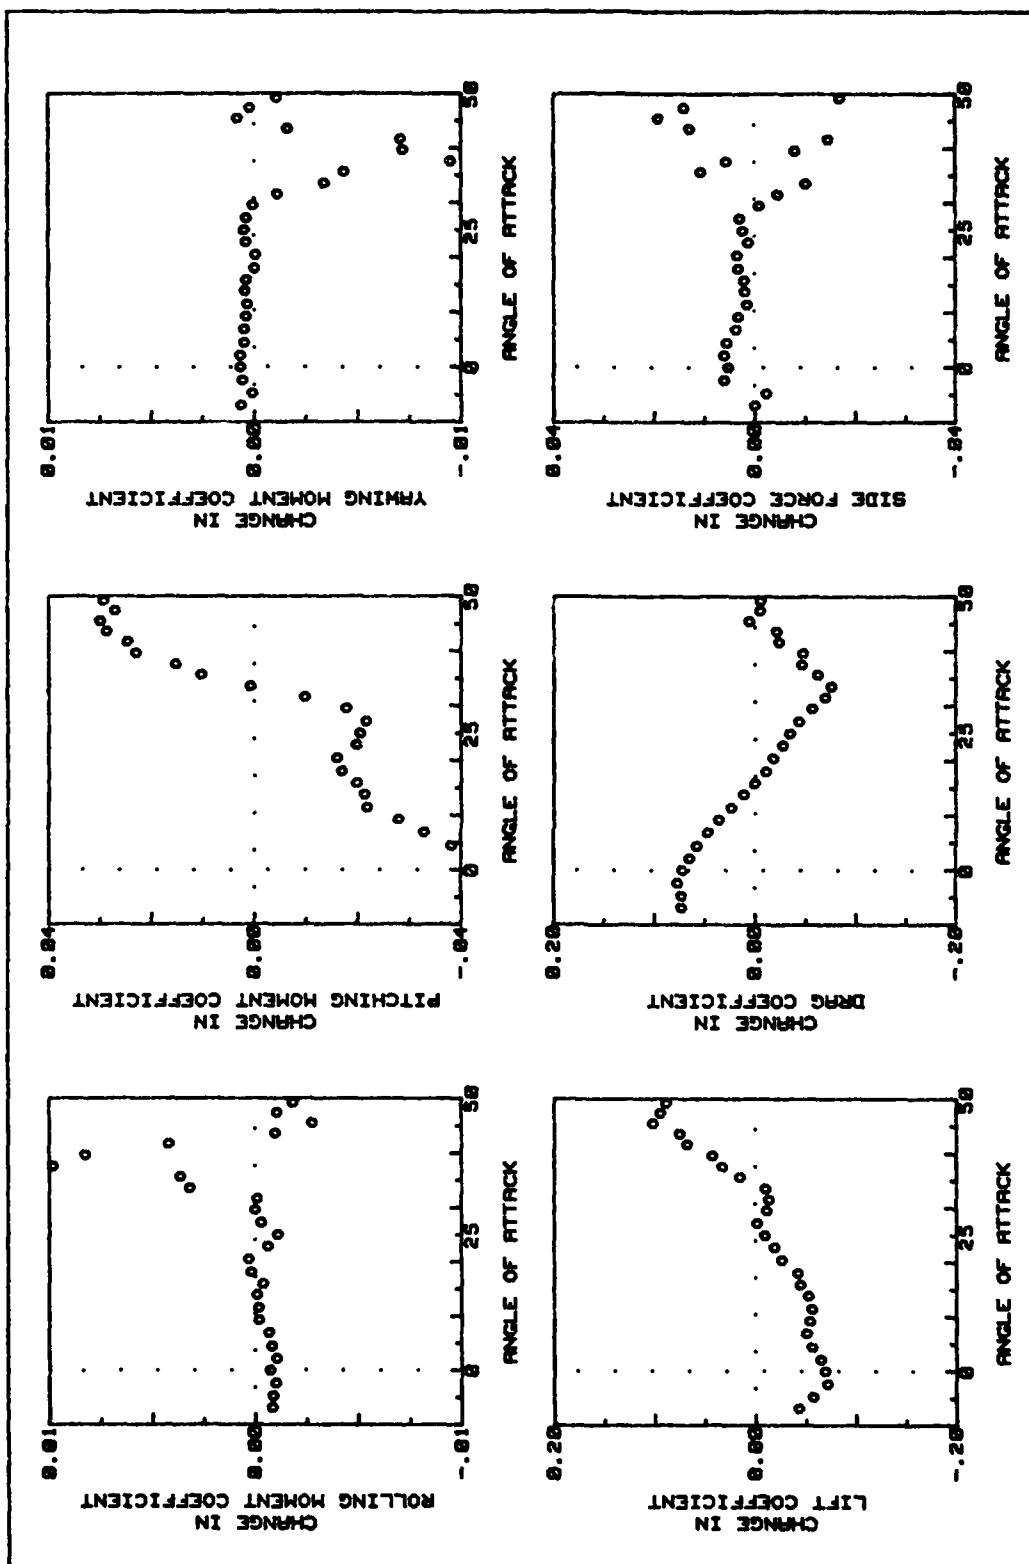 CHANGE IN
ROLLING MOMENT COEFFICIENT
0.01
0.00
-.01
0 25 50
ANGLE OF ATTACK
CHANGE IN
PITCHING MOMENT COEFFICIENT
0.04
0.00
-.04
0 25 50
ANGLE OF ATTACK
CHANGE IN
YAWING MOMENT COEFFICIENT
0.01
0.00
-.01
0 25 50
ANGLE OF ATTACK
CHANGE IN
LIFT COEFFICIENT
0.20
0.00
-.20
0 25 50
ANGLE OF ATTACK
CHANGE IN
DRAG COEFFICIENT
0.20
0.00
-.20
0 25 50
ANGLE OF ATTACK
CHANGE IN
SIDE FORCE COEFFICIENT
0.04
0.00
-.04
0 25 50
ANGLE OF ATTACK